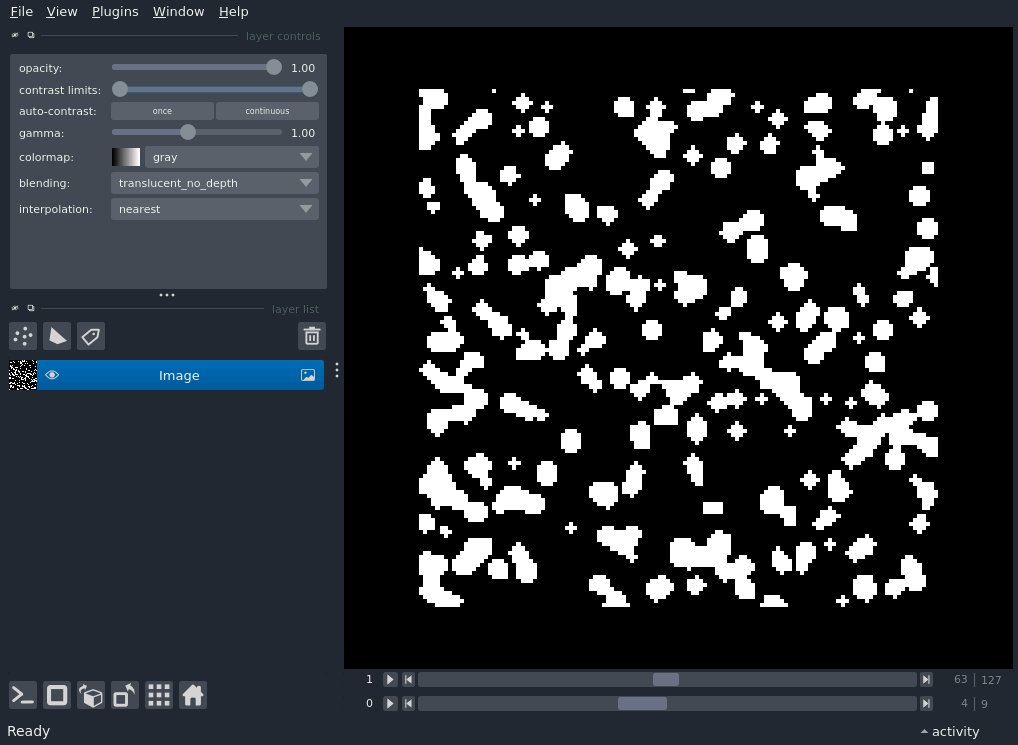 File View Plugins Window Help
layer controls
opacity: 1.00
contrast limits:
auto-contrast: once continuous
gamma: 1.00
colormap: gray
blending: translucent_no_depth
interpolation: nearest
layer list
Image
1 63 127
0 4 9
Ready activity